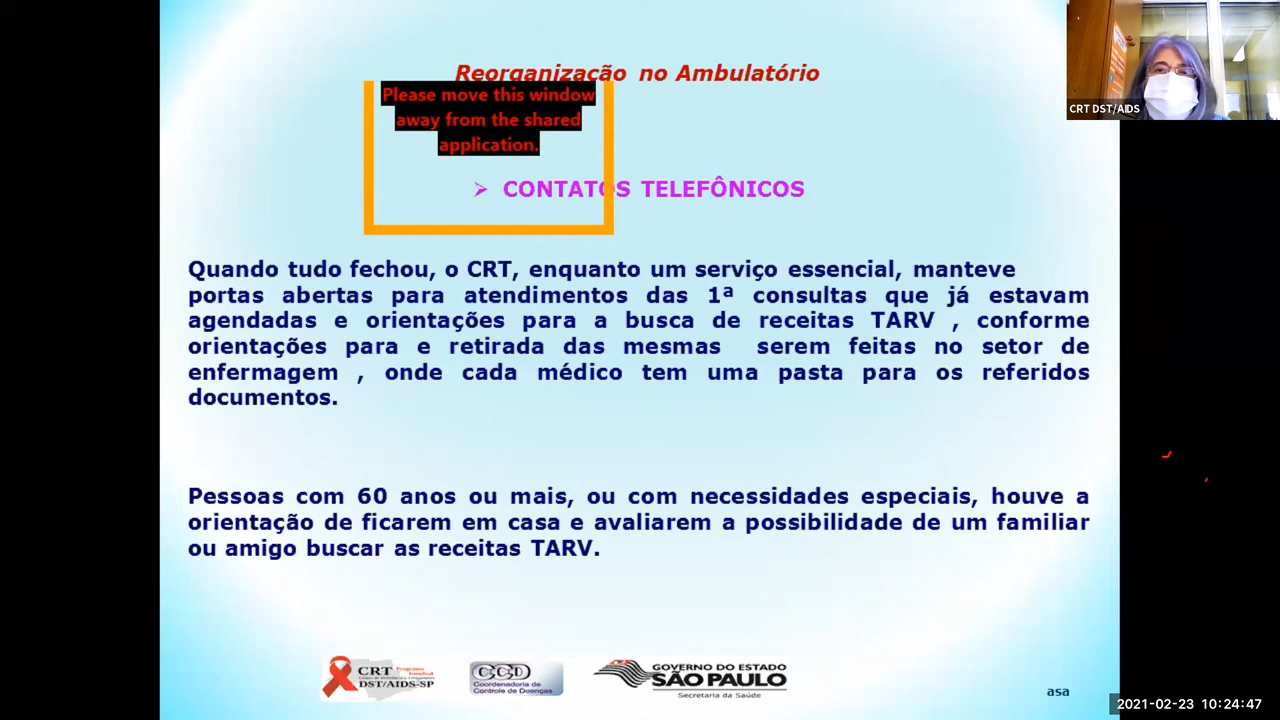 Reorganização no Ambulatório
Please move this window
away from the shared
application.
➢ CONTATOS TELEFÔNICOS
Quando tudo fechou, o CRT, enquanto um serviço essencial, manteve
portas abertas para atendimentos das 1ª consultas que já estavam
agendadas e orientações para a busca de receitas TARV , conforme
orientações para e retirada das mesmas serem feitas no setor de
enfermagem , onde cada médico tem uma pasta para os referidos
documentos.
Pessoas com 60 anos ou mais, ou com necessidades especiais, houve a
orientação de ficarem em casa e avaliarem a possibilidade de um familiar
ou amigo buscar as receitas TARV.
CRT DST/AIDS
CRT Programa Estadual
DST/AIDS-SP
CCD
Coordenadoria de
Controle de Doenças
GOVERNO DO ESTADO
SÃO PAULO
Secretaria da Saúde
asa
2021-02-23 10:24:47